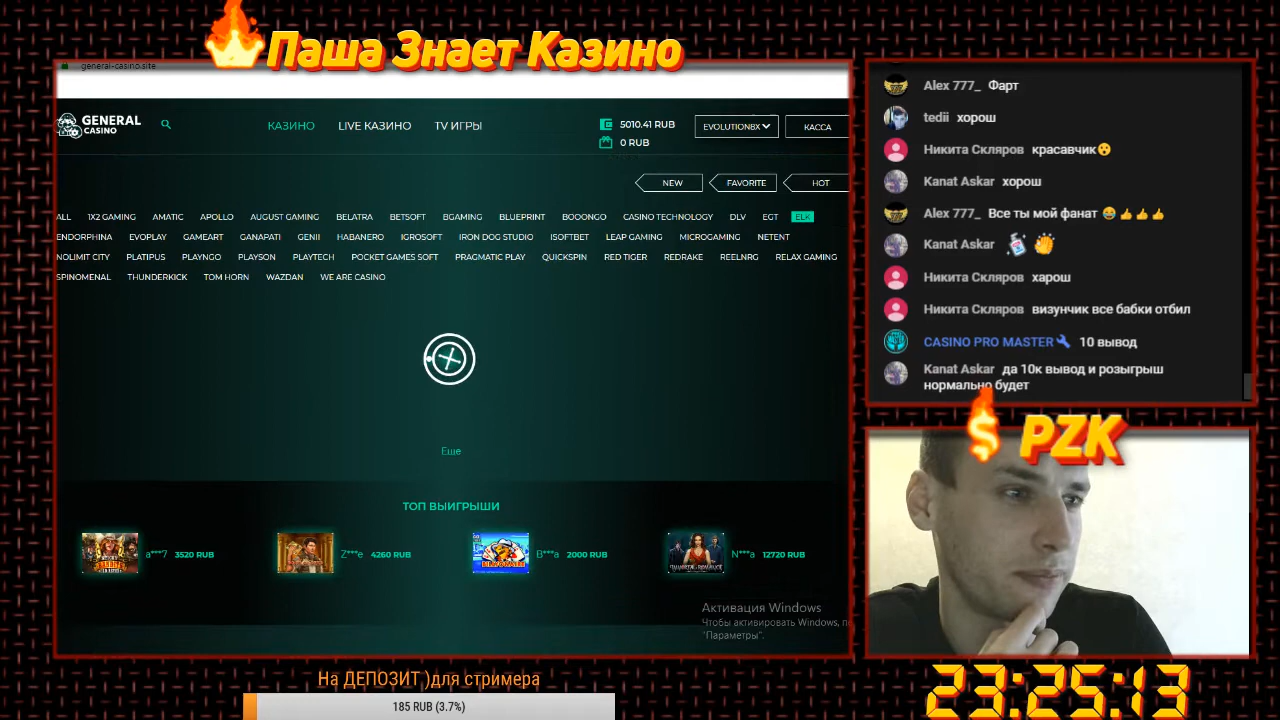 Паша Знает Казино
general-casino.site
GENERAL
CASINO
КАЗИНО LIVE КАЗИНО TV ИГРЫ
5010.41 RUB
0 RUB
EVOLUTIONBX
КАССА
NEW FAVORITE HOT
ALL 1X2 GAMING AMATIC APOLLO AUGUST GAMING BELATRA BETSOFT BGAMING BLUEPRINT BOOONGO CASINO TECHNOLOGY DLV EGT ELK
ENDORPHINA EVOPLAY GAMEART GANAPATI GENII HABANERO IGROSOFT IRON DOG STUDIO ISOFTBET LEAP GAMING MICROGAMING NETENT
NOLIMIT CITY PLATIPUS PLAYNGO PLAYSON PLAYTECH POCKET GAMES SOFT PRAGMATIC PLAY QUICKSPIN RED TIGER REDRAKE REELNRG RELAX GAMING
SPINOMENAL THUNDERKICK TOM HORN WAZDAN WE ARE CASINO
Еще
ТОП ВЫИГРЫШИ
a***7 3520 RUB
Z***e 4260 RUB
B***a 2000 RUB
N***a 12720 RUB
Активация Windows
Чтобы активировать Windows, пе
"Параметры".
На ДЕПОЗИТ )для стримера
185 RUB (3.7%)
Alex 777_ Фарт
tedii хорош
Никита Скляров красавчик😮
Kanat Askar хорош
Alex 777_ Все ты мой фанат 😂👍👍👍
Kanat Askar 🧴👏
Никита Скляров харош
Никита Скляров визунчик все бабки отбил
CASINO PRO MASTER 10 вывод
Kanat Askar да 10к вывод и розыгрыш
нормально будет
$ PZK
23:25:13